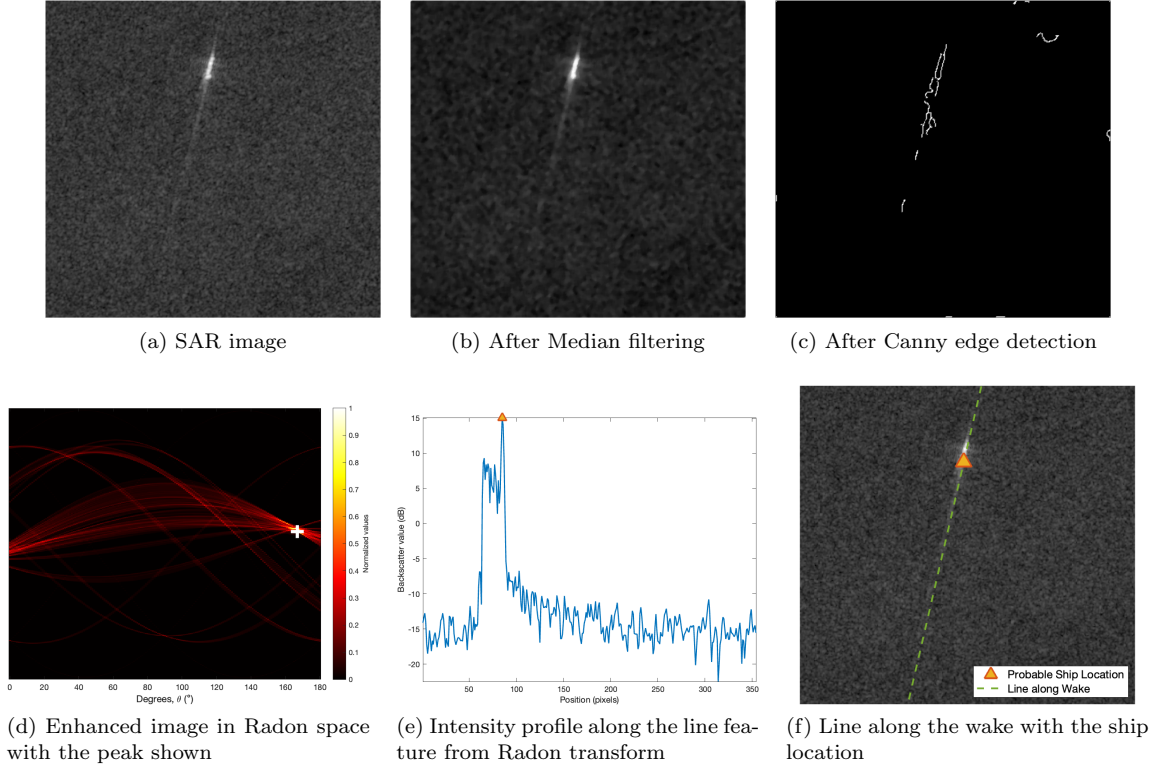 (a) SAR image
(b) After Median filtering
(c) After Canny edge detection
1
0.9
0.8
0.7
0.6
0.5
0.4
0.3
0.2
0.1
0
Normalized values
0 20 40 60 80 100 120 140 160 180
Degrees, θ (°)
(d) Enhanced image in Radon space
with the peak shown
15
10
5
0
-5
-10
-15
-20
Backscatter value (dB)
50 100 150 200 250 300 350
Position (pixels)
(e) Intensity profile along the line fea-
ture from Radon transform
Probable Ship Location
Line along Wake
(f) Line along the wake with the ship
location